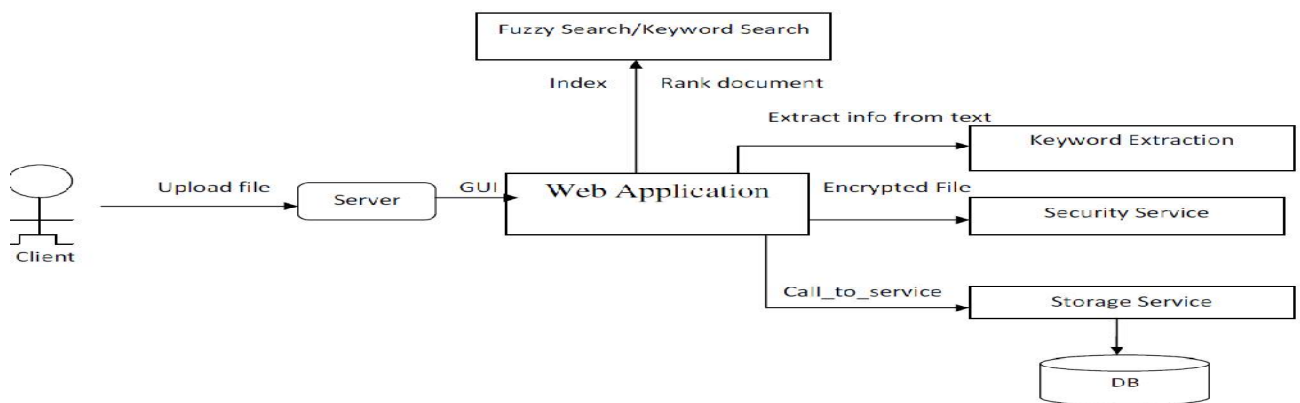 Fuzzy Search/Keyword Search
Index Rank document
Extract info from text
Keyword Extraction
Upload file
Server
GUI
Web Application
Encrypted File
Security Service
Client
Call_to_service
Storage Service
DB